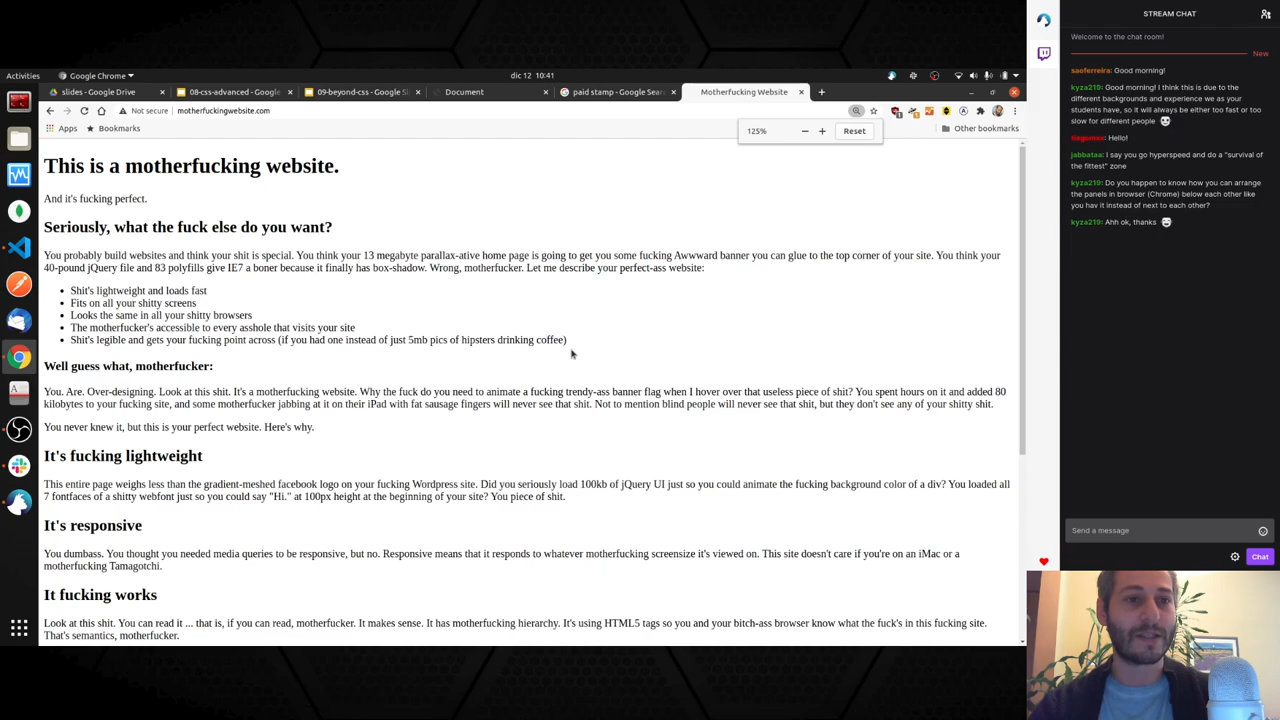 STREAM CHAT
Welcome to the chat room!
New
saoferreira: Good morning!
kyza219: Good morning! I think this is due to the
different backgrounds and experience we as your
students have, so it will always be either too fast or too
slow for different people
Hello!
jabbataa: I say you go hyperspeed and do a "survival of
the fittest" zone
kyza219: Do you happen to know how you can arrange
the panels in browser (Chrome) below each other like
you hav it instead of next to each other?
kyza219: Ahh ok, thanks
Send a message
Chat
Activities
Google Chrome
dic 12 10:41
slides - Google Drive
08-css-advanced - Google
09-beyond-css - Google Sl
Document
paid stamp - Google Sear
Motherfucking Website
Not secure
motherfuckingwebsite.com
Apps
Bookmarks
125%
Reset
Other bookmarks
This is a motherfucking website.
And it's fucking perfect.
Seriously, what the fuck else do you want?
You probably build websites and think your shit is special. You think your 13 megabyte parallax-ative home page is going to get you some fucking Awwward banner you can glue to the top corner of your site. You think your
40-pound jQuery file and 83 polyfills give IE7 a boner because it finally has box-shadow. Wrong, motherfucker. Let me describe your perfect-ass website:
Shit's lightweight and loads fast
Fits on all your shitty screens
Looks the same in all your shitty browsers
The motherfucker's accessible to every asshole that visits your site
Shit's legible and gets your fucking point across (if you had one instead of just 5mb pics of hipsters drinking coffee)
Well guess what, motherfucker:
You. Are. Over-designing. Look at this shit. It's a motherfucking website. Why the fuck do you need to animate a fucking trendy-ass banner flag when I hover over that useless piece of shit? You spent hours on it and added 80
kilobytes to your fucking site, and some motherfucker jabbing at it on their iPad with fat sausage fingers will never see that shit. Not to mention blind people will never see that shit, but they don't see any of your shitty shit.
You never knew it, but this is your perfect website. Here's why.
It's fucking lightweight
This entire page weighs less than the gradient-meshed facebook logo on your fucking Wordpress site. Did you seriously load 100kb of jQuery UI just so you could animate the fucking background color of a div? You loaded all
7 fontfaces of a shitty webfont just so you could say "Hi." at 100px height at the beginning of your site? You piece of shit.
It's responsive
You dumbass. You thought you needed media queries to be responsive, but no. Responsive means that it responds to whatever motherfucking screensize it's viewed on. This site doesn't care if you're on an iMac or a
motherfucking Tamagotchi.
It fucking works
Look at this shit. You can read it ... that is, if you can read, motherfucker. It makes sense. It has motherfucking hierarchy. It's using HTML5 tags so you and your bitch-ass browser know what the fuck's in this fucking site.
That's semantics, motherfucker.